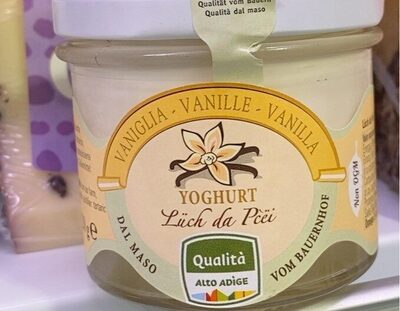 Qualität vom Bauern
Qualità dal maso
VANIGLIA - VANILLE - VANILLA
YOGHURT
Lüch da Pcëi
DAL MASO
VOM BAUERNHOF
Qualità
ALTO ADIGE
Non OGM
e